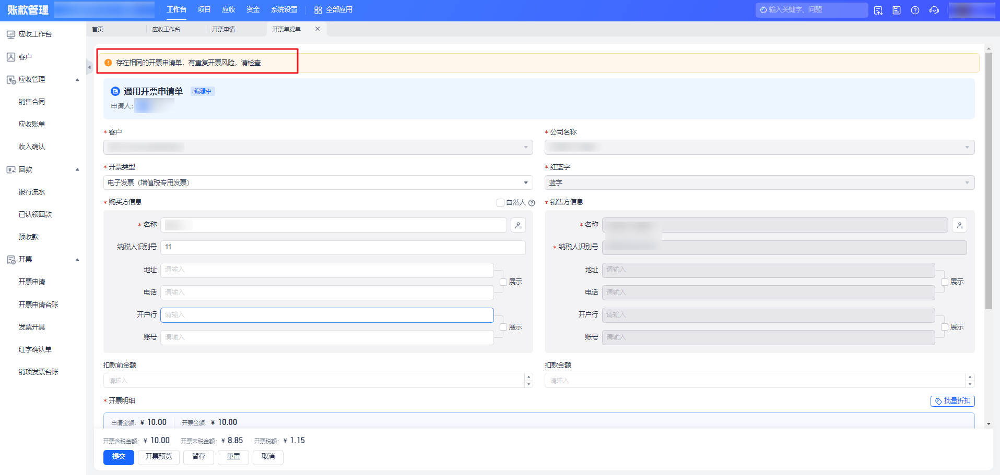 账款管理
工作台 项目 应收 资金 系统设置 全部应用
输入关键字、问题
首页 应收工作台 开票申请 开票单提单
应收工作台
客户
应收管理
销售合同
应收账单
收入确认
回款
银行流水
已认领回款
预收款
开票
开票申请
开票申请台账
发票开具
红字确认单
销项发票台账
存在相同的开票申请单，有重复开票风险，请检查
通用开票申请单 编辑中
申请人：
* 客户 * 公司名称
* 开票类型 * 红蓝字
电子发票（增值税专用发票） 蓝字
* 购买方信息 自然人 * 销售方信息
* 名称 * 名称
纳税人识别号 11 * 纳税人识别号
地址 请输入 地址 请输入
展示 展示
电话 请输入 电话 请输入
开户行 请输入 开户行 请输入
展示 展示
账号 请输入 账号 请输入
扣款前金额 扣款金额
请输入 请输入
* 开票明细 批量折扣
申请金额：¥ 10.00 开票金额：¥ 10.00
开票含税金额：¥ 10.00 开票未税金额：¥ 8.85 开票税额：¥ 1.15
提交 开票预览 暂存 重置 取消